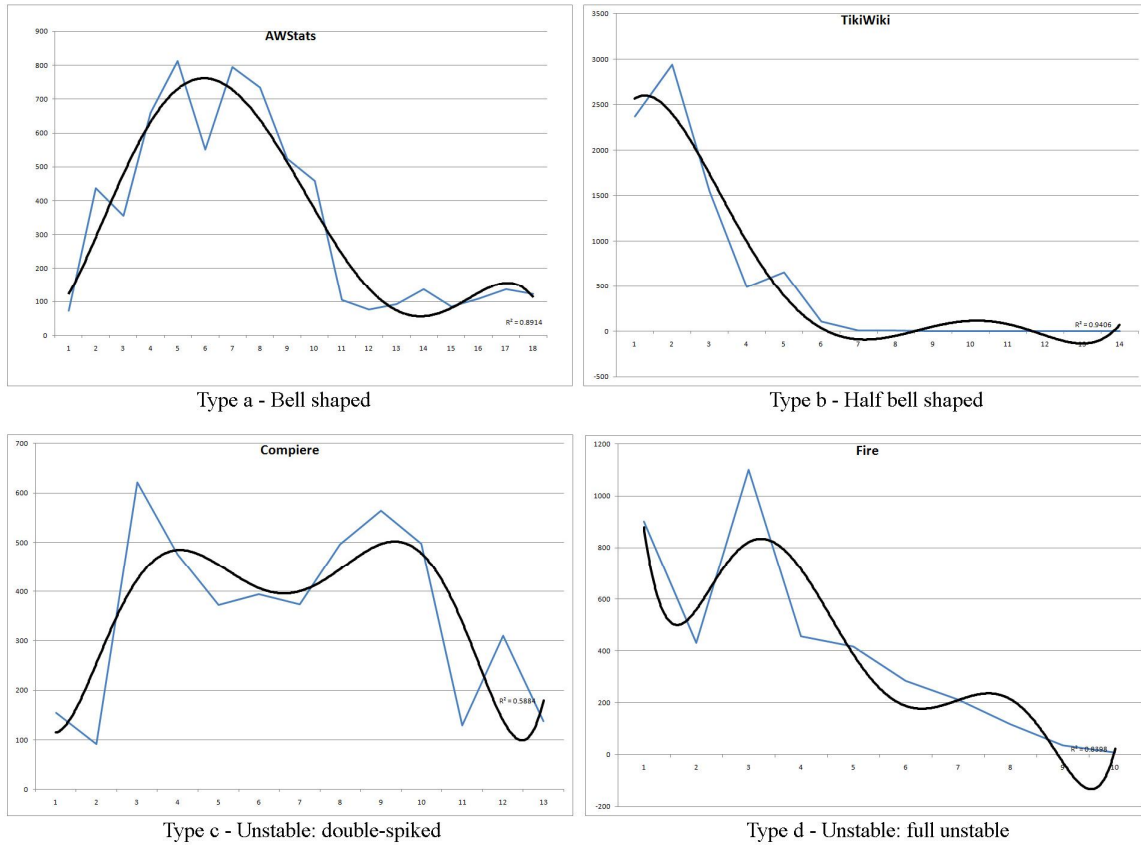 AWStats
900
800
700
600
500
400
300
200
100
0
R² = 0.8914
1 2 3 4 5 6 7 8 9 10 11 12 13 14 15 16 17 18
Type a - Bell shaped
TikiWiki
3500
3000
2500
2000
1500
1000
500
0
-500
R² = 0.9406
1 2 3 4 5 6 7 8 9 10 11 12 13 14
Type b - Half bell shaped
Compiere
700
600
500
400
300
200
100
0
R² = 0.5884
1 2 3 4 5 6 7 8 9 10 11 12 13
Type c - Unstable: double-spiked
Fire
1200
1000
800
600
400
200
0
-200
R² = 0.8398
1 2 3 4 5 6 7 8 9 10
Type d - Unstable: full unstable